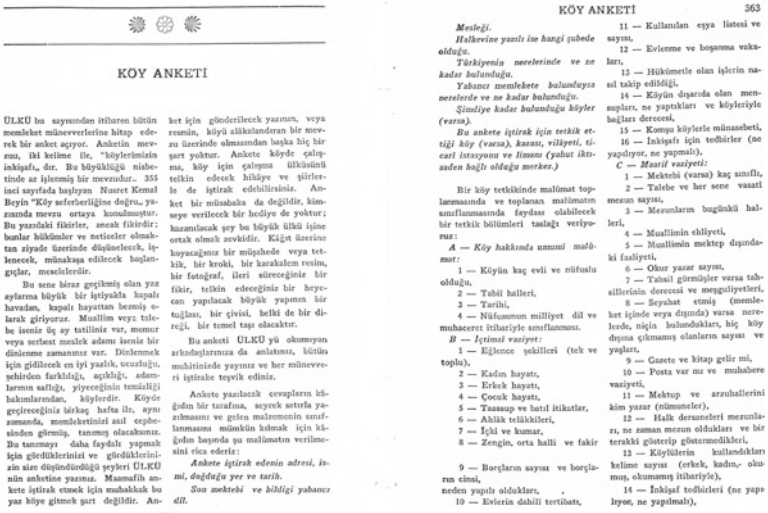 KÖY ANKETİ
ÜLKÜ bu sayısından itibaren bütün
memleket münevverlerine hitap ede-
rek bir anket açıyor. Anketin mev-
zuu, iki kelime ile, "köylerimizin
inkişafı„ dır. Bu büyüklüğü nisbe-
tinde az işlenmiş bir mevzudur.. 355
inci sayıfada başlıyan Nusret Kemal
Beyin "Köy seferberliğine doğru„ ya-
zısında mevzu ortaya konulmuştur.
Bu yazıdaki fikirler, ancak fikirdir;
bunlar hükümler ve neticeler olmak-
tan ziyade üzerinde düşünelecek, iş-
lenecek, münakaşa edilecek başlan-
gıçlar, meselelerdir.
Bu sene biraz geçikmiş olan yaz
aylarına büyük bir iştiyakla kapalı
havadan, kapalı hayattan bezmiş o-
larak giriyoruz. Muallim veyz tale-
be iseniz üç ay tatiliniz var, memur
veya serbest meslek adamı iseniz bir
dinlenme zamanınız var. Dinlenmek
için gidilecek en iyi yazlık, ucuzluğu,
şehirden farklılığı, açıklığı, adam-
larının saflığı, yiyeceğinin temizliği
bakımlarından, köylerdir. Köyde
geçireceğiniz birkaç hafta ile, aynı
zamanda, memleketinizi asıl cephe-
sinden görmüş, tanımış olacaksınız.
Bu tanımayı daha faydalı yapmak
için gördüklerinizi ve gördükleriniz-
zin size düşündürdüğü şeyleri ÜLKÜ
nün anketine yazınız. Maamafih an-
kete iştirak etmek için muhakkak bu
yaz köye gitmek şart değildir. An-
ket için gönderilecek yazının, veya
resmin, köyü alâkalandıran bir mev-
zu üzerinde olmasından başka hiç bir
şart yoktur. Ankete köyde çalış-
ma, köy için çalışma ülküsünü
telkin edecek hikâye ve şiirler-
le de iştirak edebilirsiniz. An-
ket bir müsabaka da değildir, kim-
seye verilecek bir hediye de yoktur;
kazanılacak şey bu büyük ülkü işine
ortak olmak zevkidir. Kâğıt üzerine
koyacağınız bir müşahede veya tet-
kik, bir kroki, bir karakalem resim,
bir fotoğraf, ileri süreceğiniz bir
fikir, telkin edeceğiniz bir heye-
can yapılacak büyük yapının bir
tuğlası, bir çivisi, belki de bir di-
reği, bir temel taşı olacaktır.
Bu anketi ÜLKÜ yü okumıyan
arkadaşlarınıza da anlatınız, bütün
muhitinizde yayınız ve her münevve-
ri iştirake teşvik ediniz.
Ankete yazılacak cevapların kâ-
ğıdın bir tarafına, seyrek satırla ya-
zılmasını ve gelen malzemenin sınıf-
lanmasını mümkün kılmak için kâ-
ğıdın başında şu malûmatın verilme-
sini rica ederiz:
Ankete iştirak edenin adresi, is-
mi, doğduğu yer ve tarih.
Son mektebi ve bildiği yabancı
dil.
KÖY ANKETİ 363
Mesleği.
Halkevine yazılı ise hangi şubede
olduğu.
Türkiyenin nerelerinde ve ne
kadar bulunduğu.
Yabancı memlekete bulunduysa
nerelerde ve ne kadar bulunduğu.
Şimdiye kadar bulunduğu köyler
(varsa).
Bu ankete iştirak için tetkik et-
tiği köy (varsa), kazası, vilâyeti, ti-
carî istasyonu ve limanı (yahut iktı-
saden bağlı olduğu merkez.)
Bir köy tetkikinde malûmat top-
lanmasında ve toplanan malûmatın
sınıflanmasında faydası olabilecek
bir tetkik bölümleri taslağı veriyo-
ruz:
A — Köy hakkında umumî malû-
mat:
1 — Köyün kaç evli ve nüfuslu
olduğu,
2 — Tabiî halleri,
3 — Tarihi,
4 — Nüfusunun milliyet dil ve
muhaceret itibariyle sınıflanması.
B — İçtimaî vaziyet:
1 — Eğlence şekilleri (tek ve
toplu),
2 — Kadın hayatı,
3 — Erkek hayatı,
4 — Çocuk hayatı,
5 — Taassup ve batıl itikatlar,
6 — Ahlâk telâkkileri,
7 — İçki ve kumar,
8 — Zengin, orta halli ve fakir
9 — Borçların sayısı ve borçla-
rın cinsi,
neden yapılı oldukları,
10 — Evlerin dahilî tertibatı,
11 — Kullanılan eşya listesi ve
sayısı,
12 — Evlenme ve boşanma vaka-
ları,
13 — Hükümetle olan işlerin na-
sıl takip edildiği,
14 — Köyün dışarıda olan men-
supları, ne yaptıkları ve köyleriyle
bağları derecesi,
15 — Komşu köylerle münasebeti,
16 — İnkişafı için tedbirler (ne
yapılıyor, ne yapmalı),
C — Maarif vaziyeti:
1 — Mektebi (varsa) kaç sınıflı,
2 — Talebe ve her sene vasatî
mezun sayısı,
3 — Mezunların bugünkü hal-
leri,
4 — Muallimin ehliyeti,
5 — Muallimin mektep dışında-
ki faaliyeti,
6 — Okur yazar sayısı,
7 — Tahsil görmüşler varsa tah-
sillerinin derecesi ve meşguliyetleri,
8 — Seyahat etmiş (memle-
ket içinde veya dışında) varsa nere-
lerde, niçin bulundukları, hiç köy
dışına çıkmamış olanların sayısı ve
yaşları,
9 — Gazete ve kitap gelir mi,
10 — Posta var mı ve muhabere
vaziyeti,
11 — Mektup ve arzuhallerini
kim yazar (nümuneler),
12 — Halk dersaneleri mezunla-
rı, ne zaman mezun oldukları ve bir
terakki gösterip göstermedikleri,
13 — Köylülerin kullandıkları
kelime sayısı (erkek, kadın, oku-
muş, okumamış itibariyle),
14 — İnkişaf tedbirleri (ne yapı-
lıyor, ne yapılmalı),